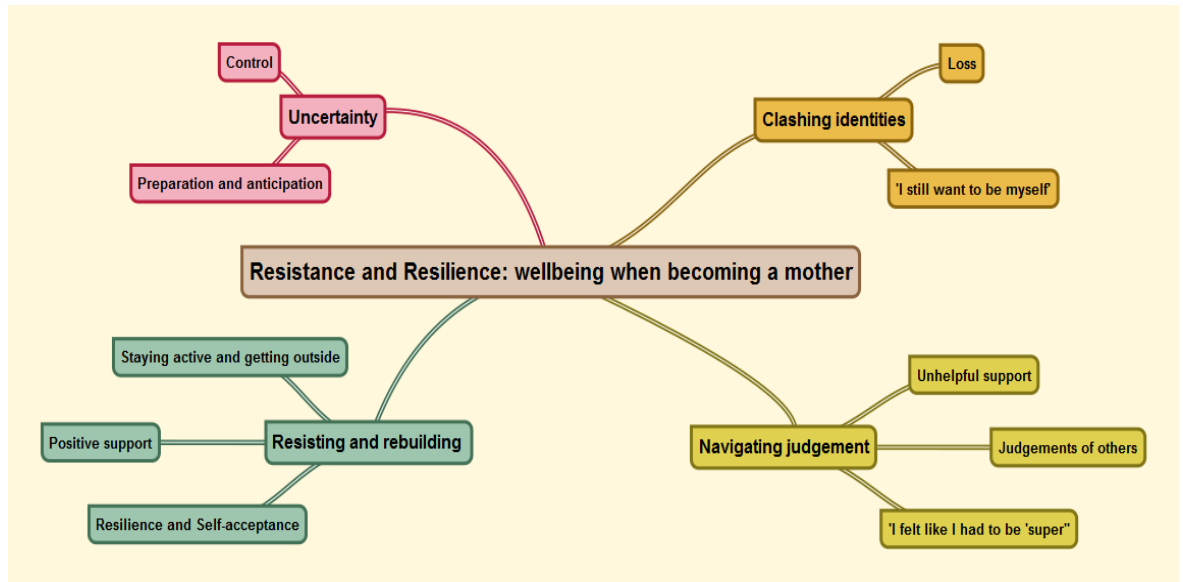 Control
Uncertainty
Preparation and anticipation
Loss
Clashing identities
'I still want to be myself'
Resistance and Resilience: wellbeing when becoming a mother
Staying active and getting outside
Positive support
Resisting and rebuilding
Resilience and Self-acceptance
Unhelpful support
Navigating judgement
Judgements of others
'I felt like I had to be 'super''